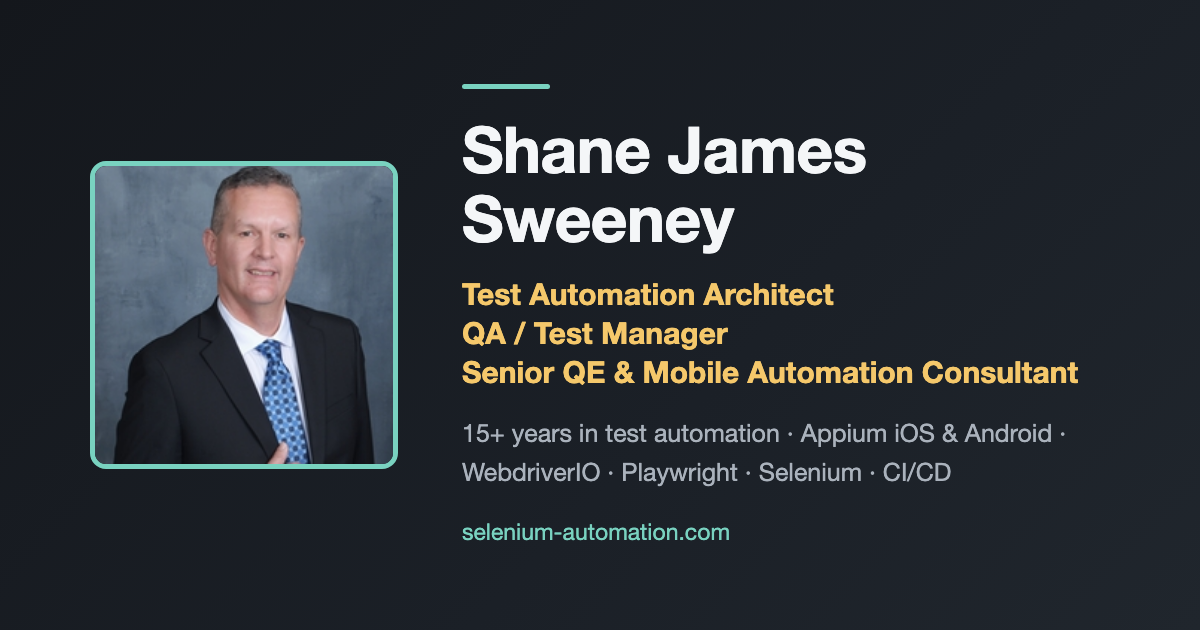 Shane James
Sweeney
Test Automation Architect
QA / Test Manager
Senior QE & Mobile Automation Consultant
15+ years in test automation · Appium iOS & Android ·
WebdriverIO · Playwright · Selenium · CI/CD
selenium-automation.com